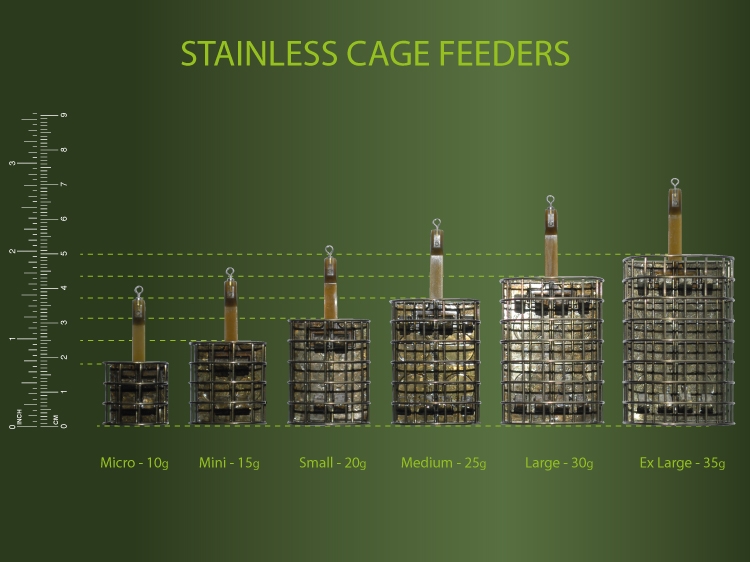 STAINLESS CAGE FEEDERS
9
8
3
7
6
2
5
4
3
1
2
1
0 INCH
CM 0
Micro - 10g
Mini - 15g
Small - 20g
Medium - 25g
Large - 30g
Ex Large - 35g